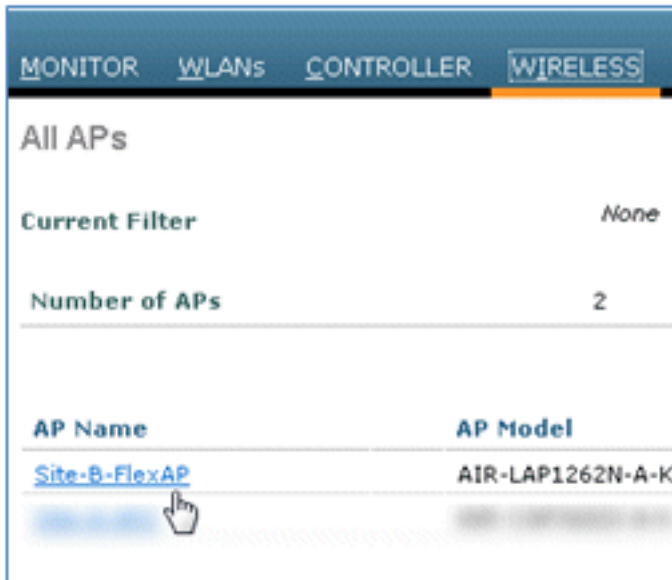 MONITOR WLANs CONTROLLER WIRELESS
All APs
Current Filter None
Number of APs 2
AP Name AP Model
Site-B-FlexAP AIR-LAP1262N-A-K